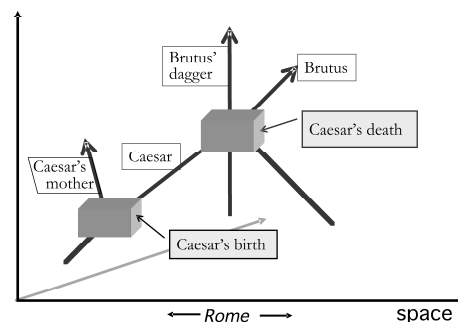 Brutus’
dagger
Brutus
Caesar’s death
Caesar
Caesar’s
mother
Caesar’s birth
Rome
space